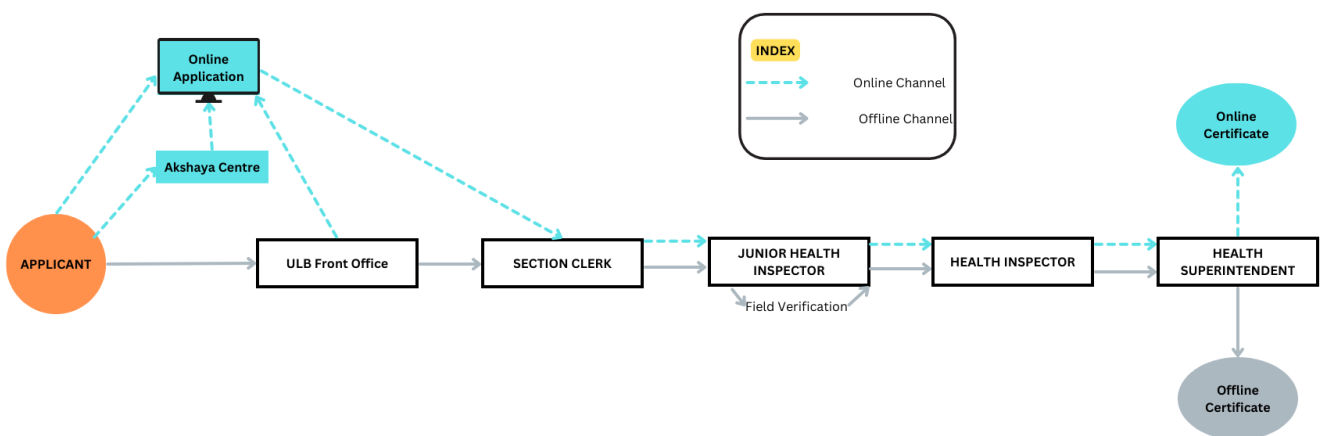 INDEX
Online Channel
Offline Channel
Online
Application
Akshaya Centre
APPLICANT
ULB Front Office
SECTION CLERK
JUNIOR HEALTH
INSPECTOR
Field Verification
HEALTH INSPECTOR
HEALTH
SUPERINTENDENT
Online
Certificate
Offline
Certificate